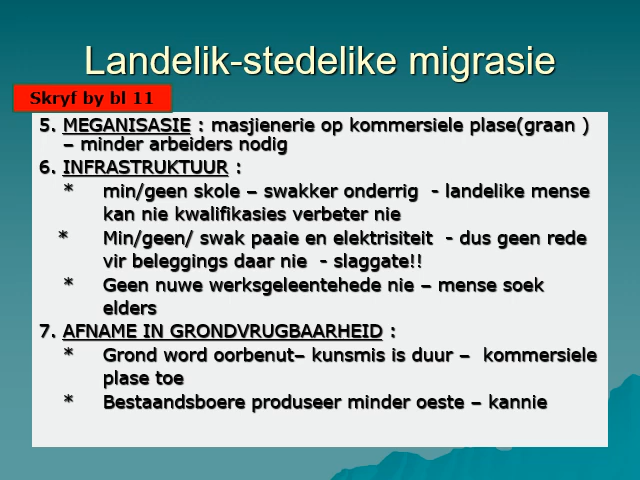 Landelik-stedelike migrasie
Skryf by bl 11
5. MEGANISASIE : masjienerie op kommersiele plase(graan )
– minder arbeiders nodig
6. INFRASTRUKTUUR :
* min/geen skole – swakker onderrig - landelike mense
kan nie kwalifikasies verbeter nie
* Min/geen/ swak paaie en elektrisiteit - dus geen rede
vir beleggings daar nie - slaggate!!
* Geen nuwe werksgeleentehede nie – mense soek
elders
7. AFNAME IN GRONDVRUGBAARHEID :
* Grond word oorbenut– kunsmis is duur – kommersiele
plase toe
* Bestaandsboere produseer minder oeste – kannie